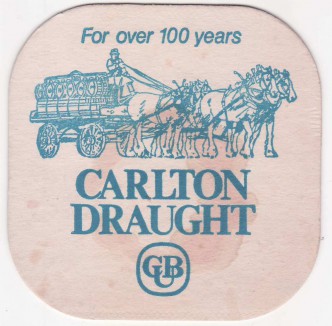 For over 100 years
CARLTON
DRAUGHT
CUB